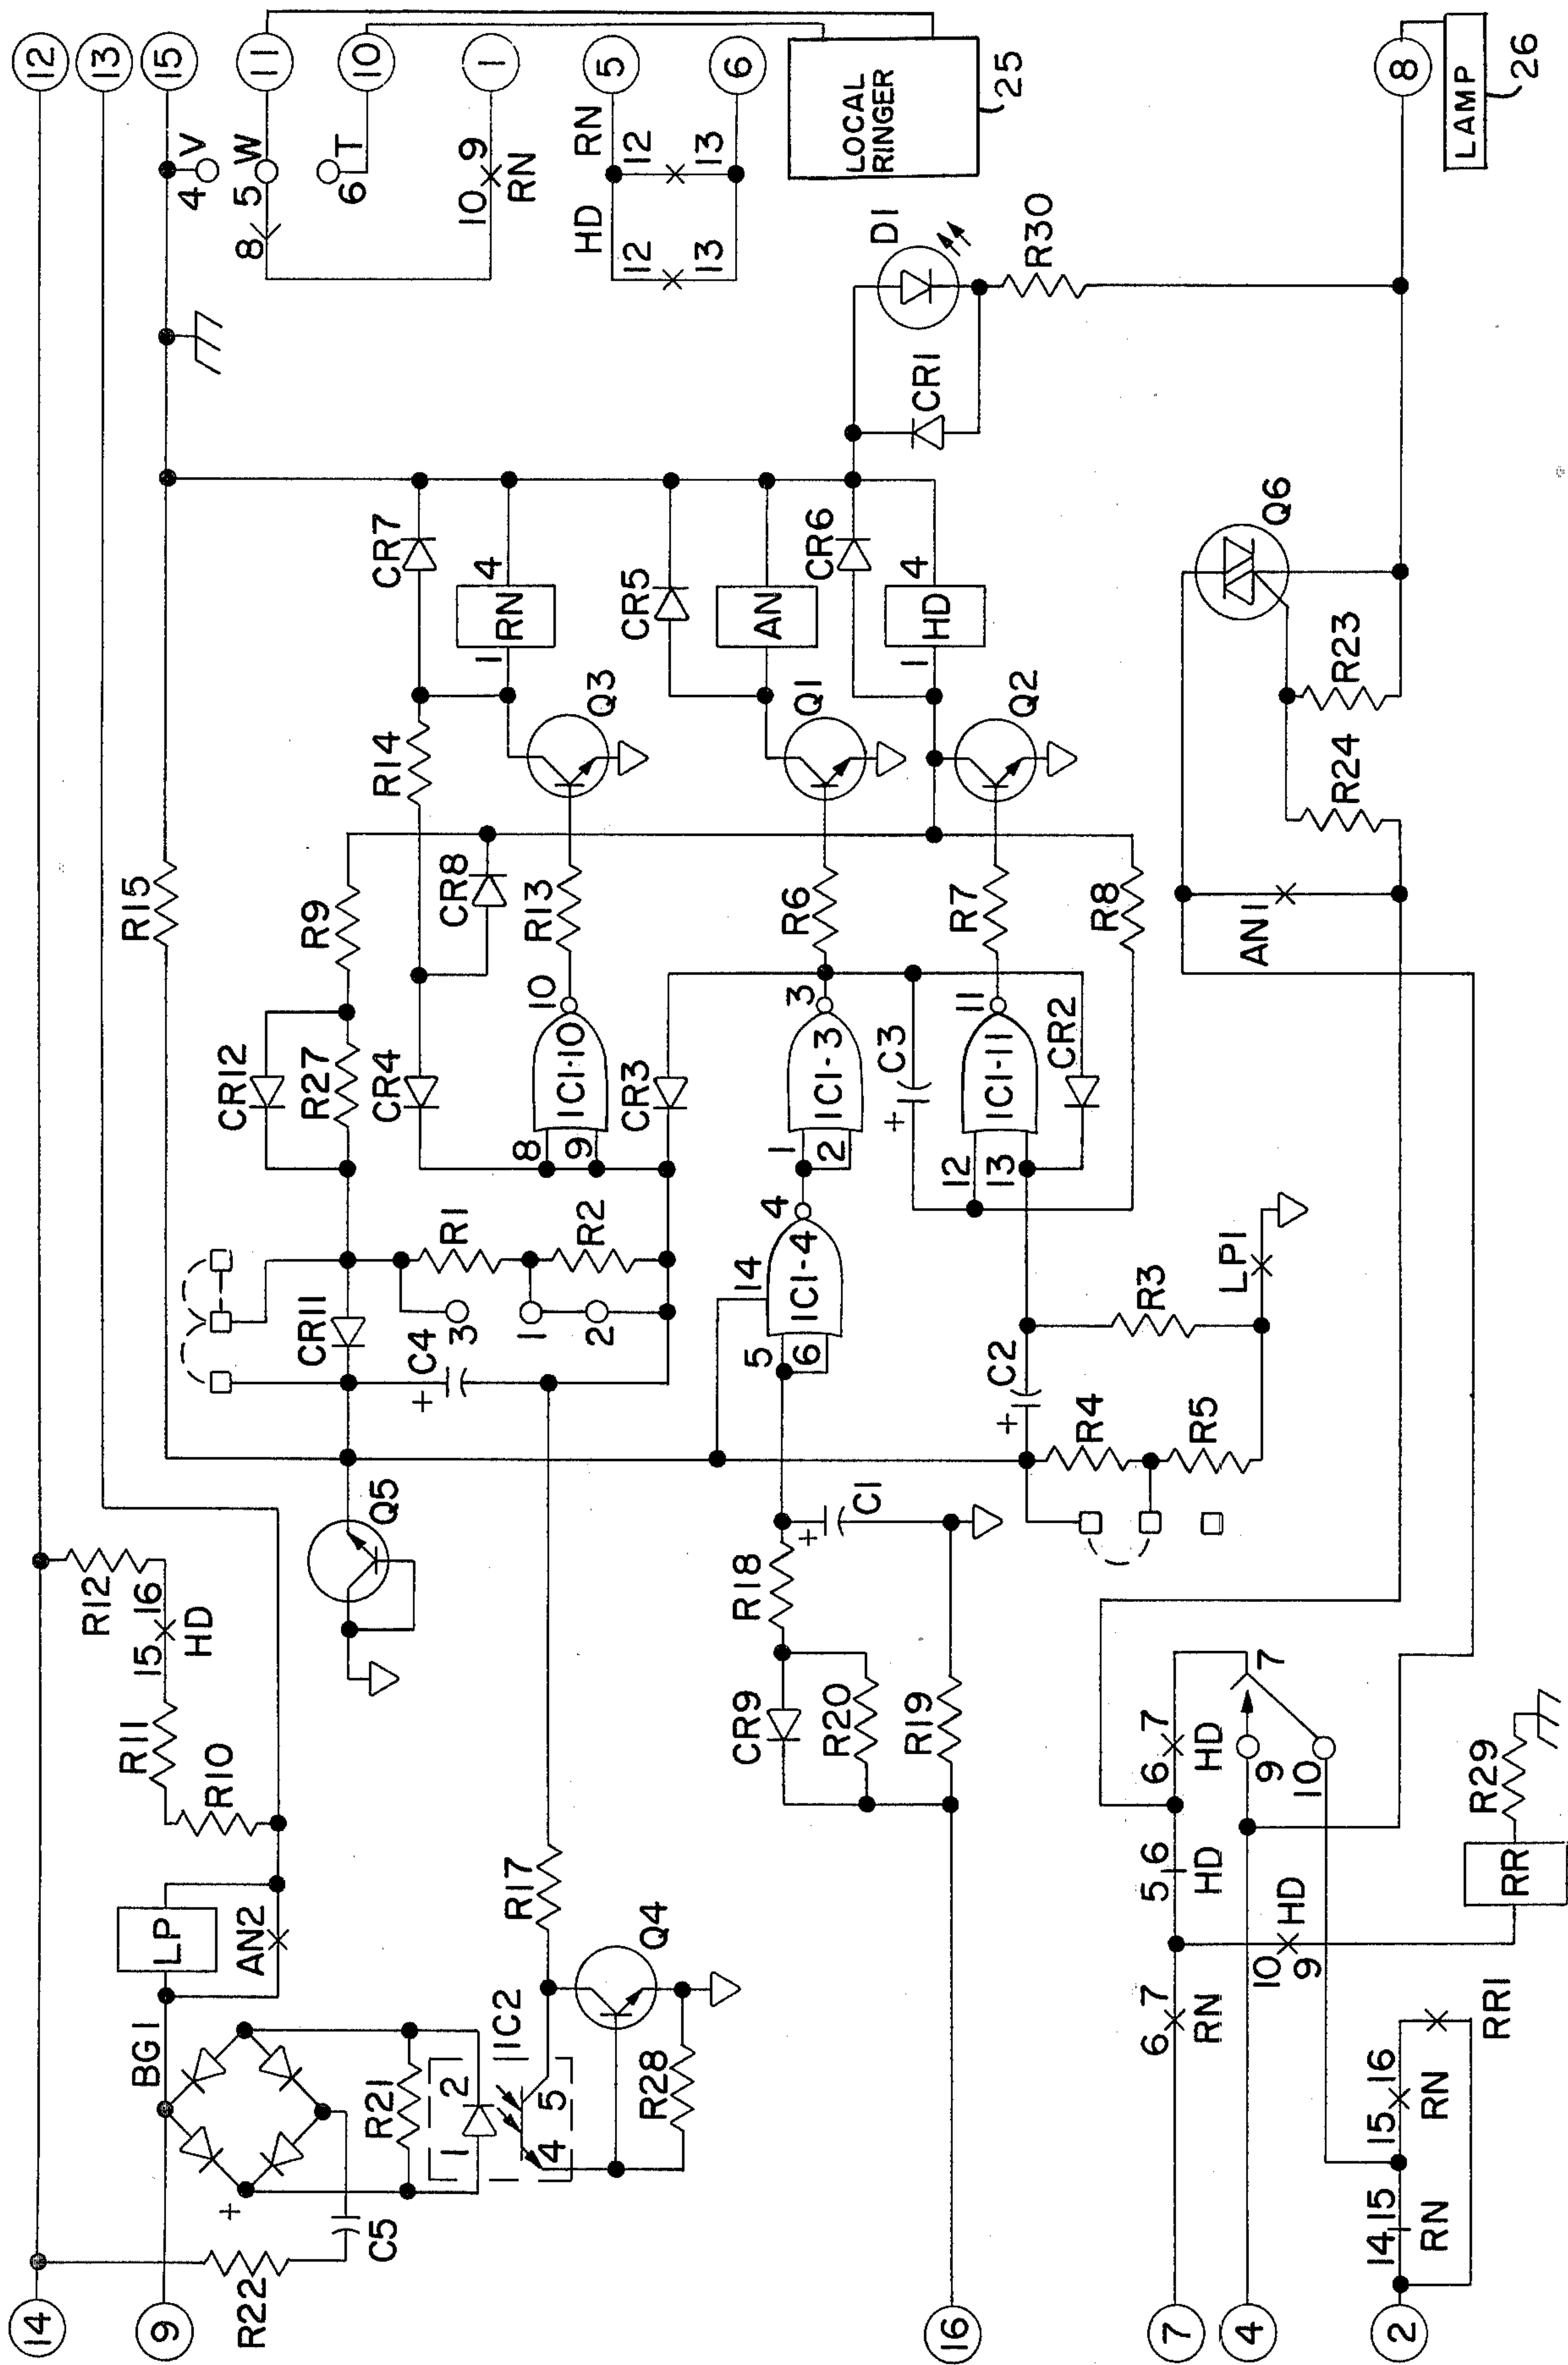 14
12
13
9
15
BG1
LP
AN2
R22
C5
+
R21
1
2
IC2
4
5
R28
Q4
R17
R10
R11
15
16
HD
R12
Q5
R15
CR11
C4
+
3
1
2
R1
R2
CR12
R27
R9
CR4
CR8
R14
CR7
8
9
IC1-10
10
R13
Q3
1
RN
4
CR3
CR5
AN
Q1
R6
3
IC1-3
1
2
4
IC1-4
14
5
6
CR9
R20
R18
C1
+
R19
16
C3
+
12
13
IC1-11
11
CR2
R7
R8
Q2
1
HD
4
CR6
C2
+
R3
R4
R5
LP1
4
V
5
W
8
6
T
11
10
1
10
9
RN
HD
RN
12
12
13
13
5
6
LOCAL
RINGER
25
D1
CR1
R30
8
LAMP
26
Q6
R23
R24
AN1
7
4
2
6
7
RN
5
6
HD
6
7
HD
7
9
10
10
9
HD
RR
R29
14
15
RN
15
16
RN
RR1